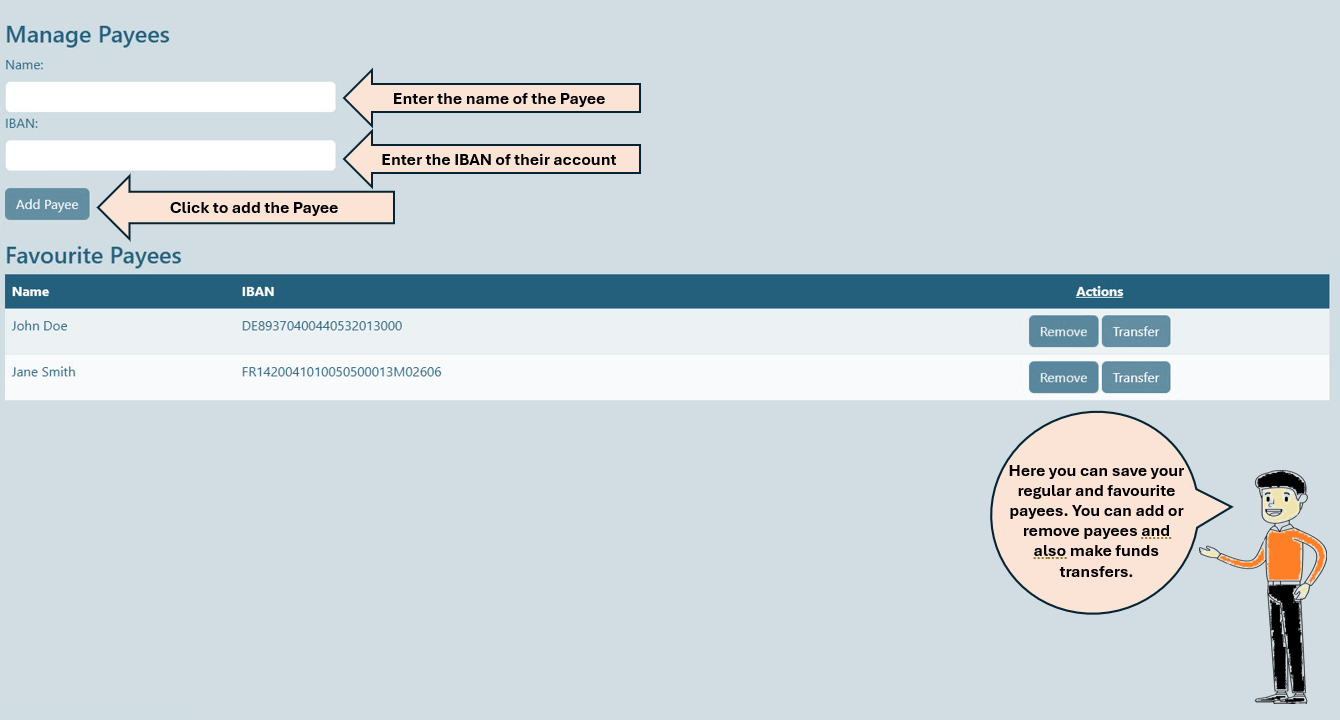 Manage Payees
Name:
Enter the name of the Payee
IBAN:
Enter the IBAN of their account
Add Payee
Click to add the Payee
Favourite Payees
Name IBAN Actions
John Doe DE89370400440532013000 Remove Transfer
Jane Smith FR1420041010050500013M02606 Remove Transfer
Here you can save your
regular and favourite
payees. You can add or
remove payees and
also make funds
transfers.